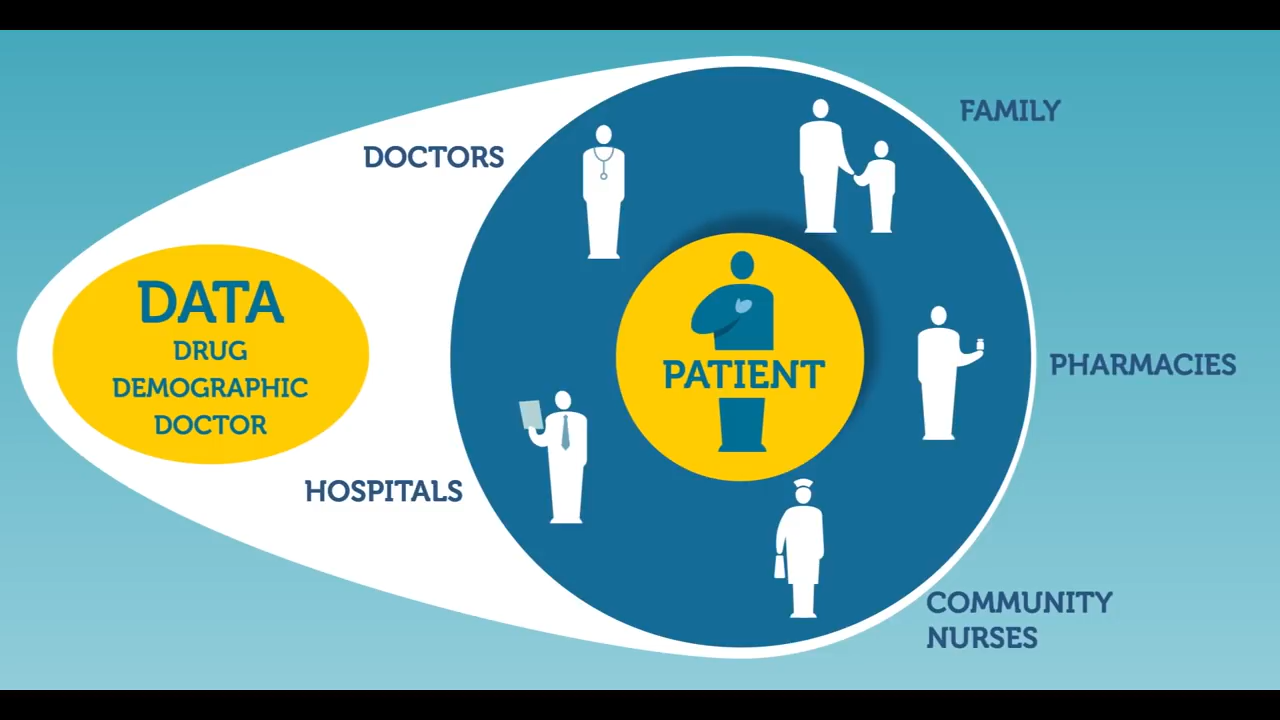 FAMILY
DOCTORS
DATA
DRUG
DEMOGRAPHIC
DOCTOR
PATIENT
PHARMACIES
HOSPITALS
COMMUNITY
NURSES